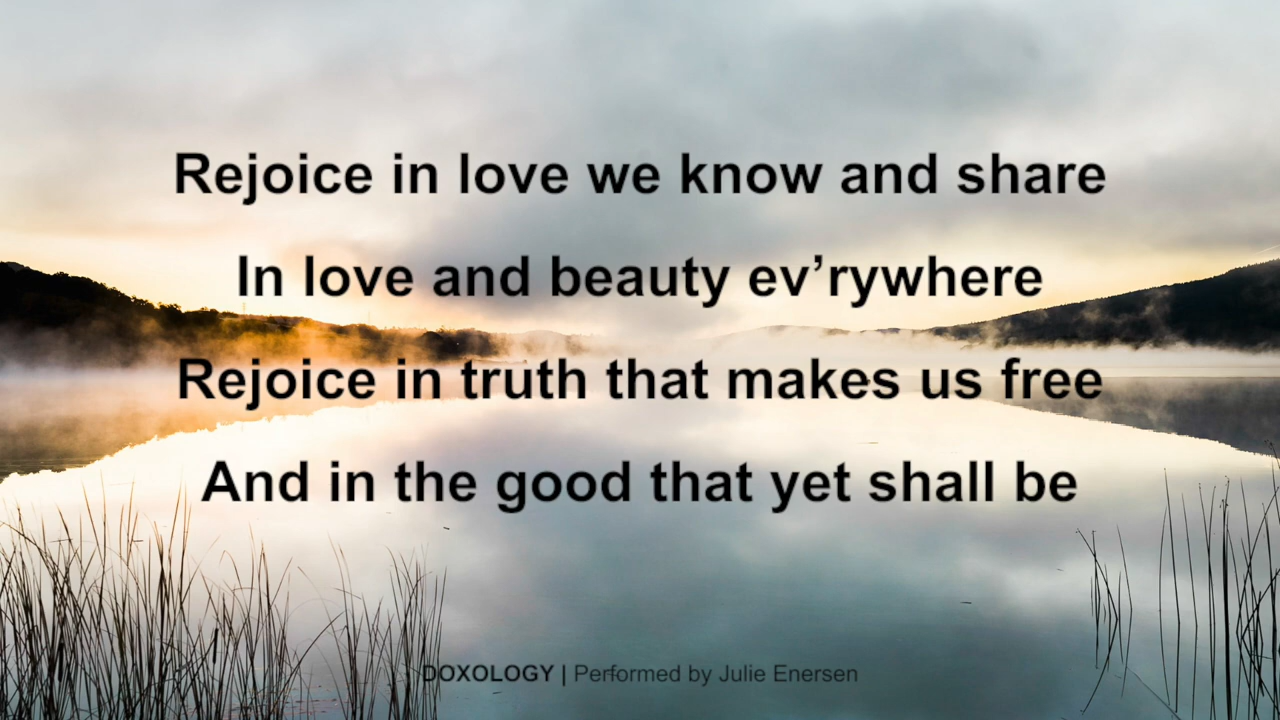 Rejoice in love we know and share
In love and beauty ev’rywhere
Rejoice in truth that makes us free
And in the good that yet shall be
DOXOLOGY | Performed by Julie Enersen